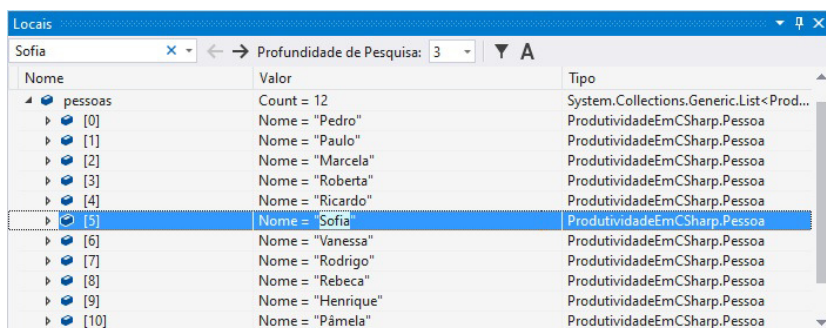 Locais
Sofia Profundidade de Pesquisa: 3 A
Nome Valor Tipo
pessoas Count = 12 System.Collections.Generic.List<Prod...
[0] Nome = "Pedro" ProdutividadeEmCSharp.Pessoa
[1] Nome = "Paulo" ProdutividadeEmCSharp.Pessoa
[2] Nome = "Marcela" ProdutividadeEmCSharp.Pessoa
[3] Nome = "Roberta" ProdutividadeEmCSharp.Pessoa
[4] Nome = "Ricardo" ProdutividadeEmCSharp.Pessoa
[5] Nome = "Sofia" ProdutividadeEmCSharp.Pessoa
[6] Nome = "Vanessa" ProdutividadeEmCSharp.Pessoa
[7] Nome = "Rodrigo" ProdutividadeEmCSharp.Pessoa
[8] Nome = "Rebeca" ProdutividadeEmCSharp.Pessoa
[9] Nome = "Henrique" ProdutividadeEmCSharp.Pessoa
[10] Nome = "Pâmela" ProdutividadeEmCSharp.Pessoa